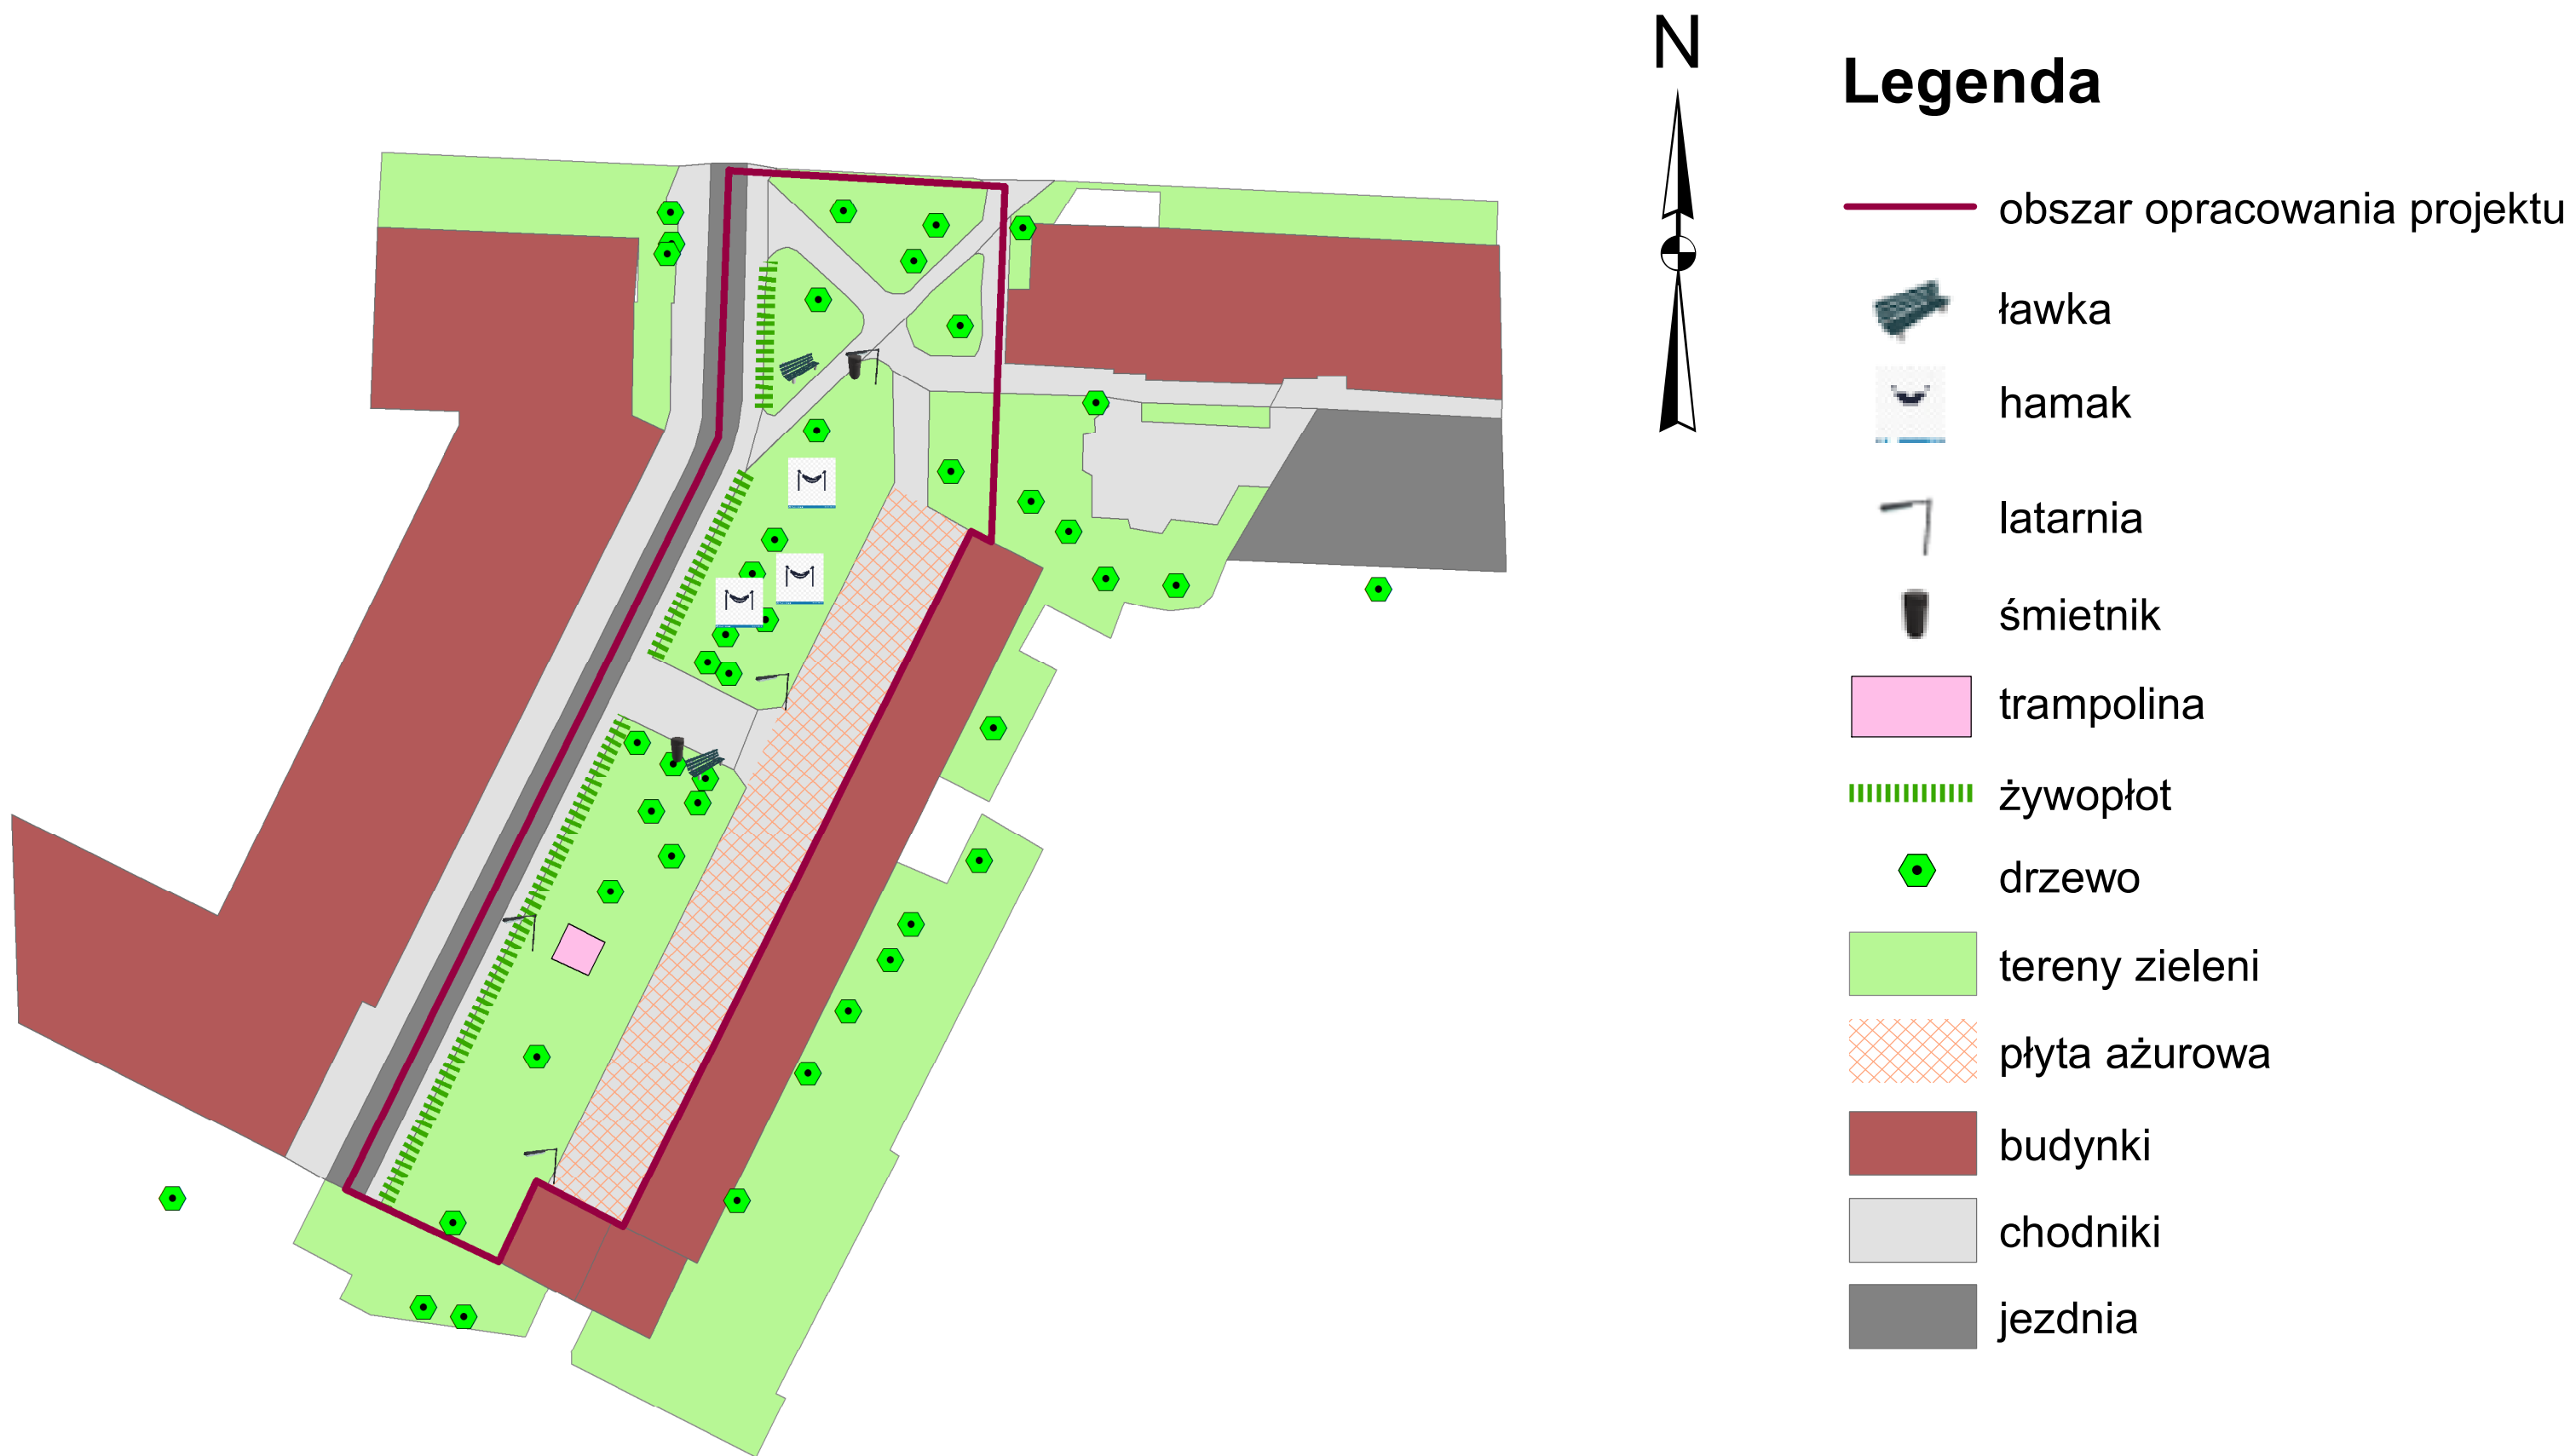 N
Legenda
obszar opracowania projektu
ławka
hamak
latarnia
śmietnik
trampolina
żywopłot
drzewo
tereny zieleni
płyta ażurowa
budynki
chodniki
jezdnia